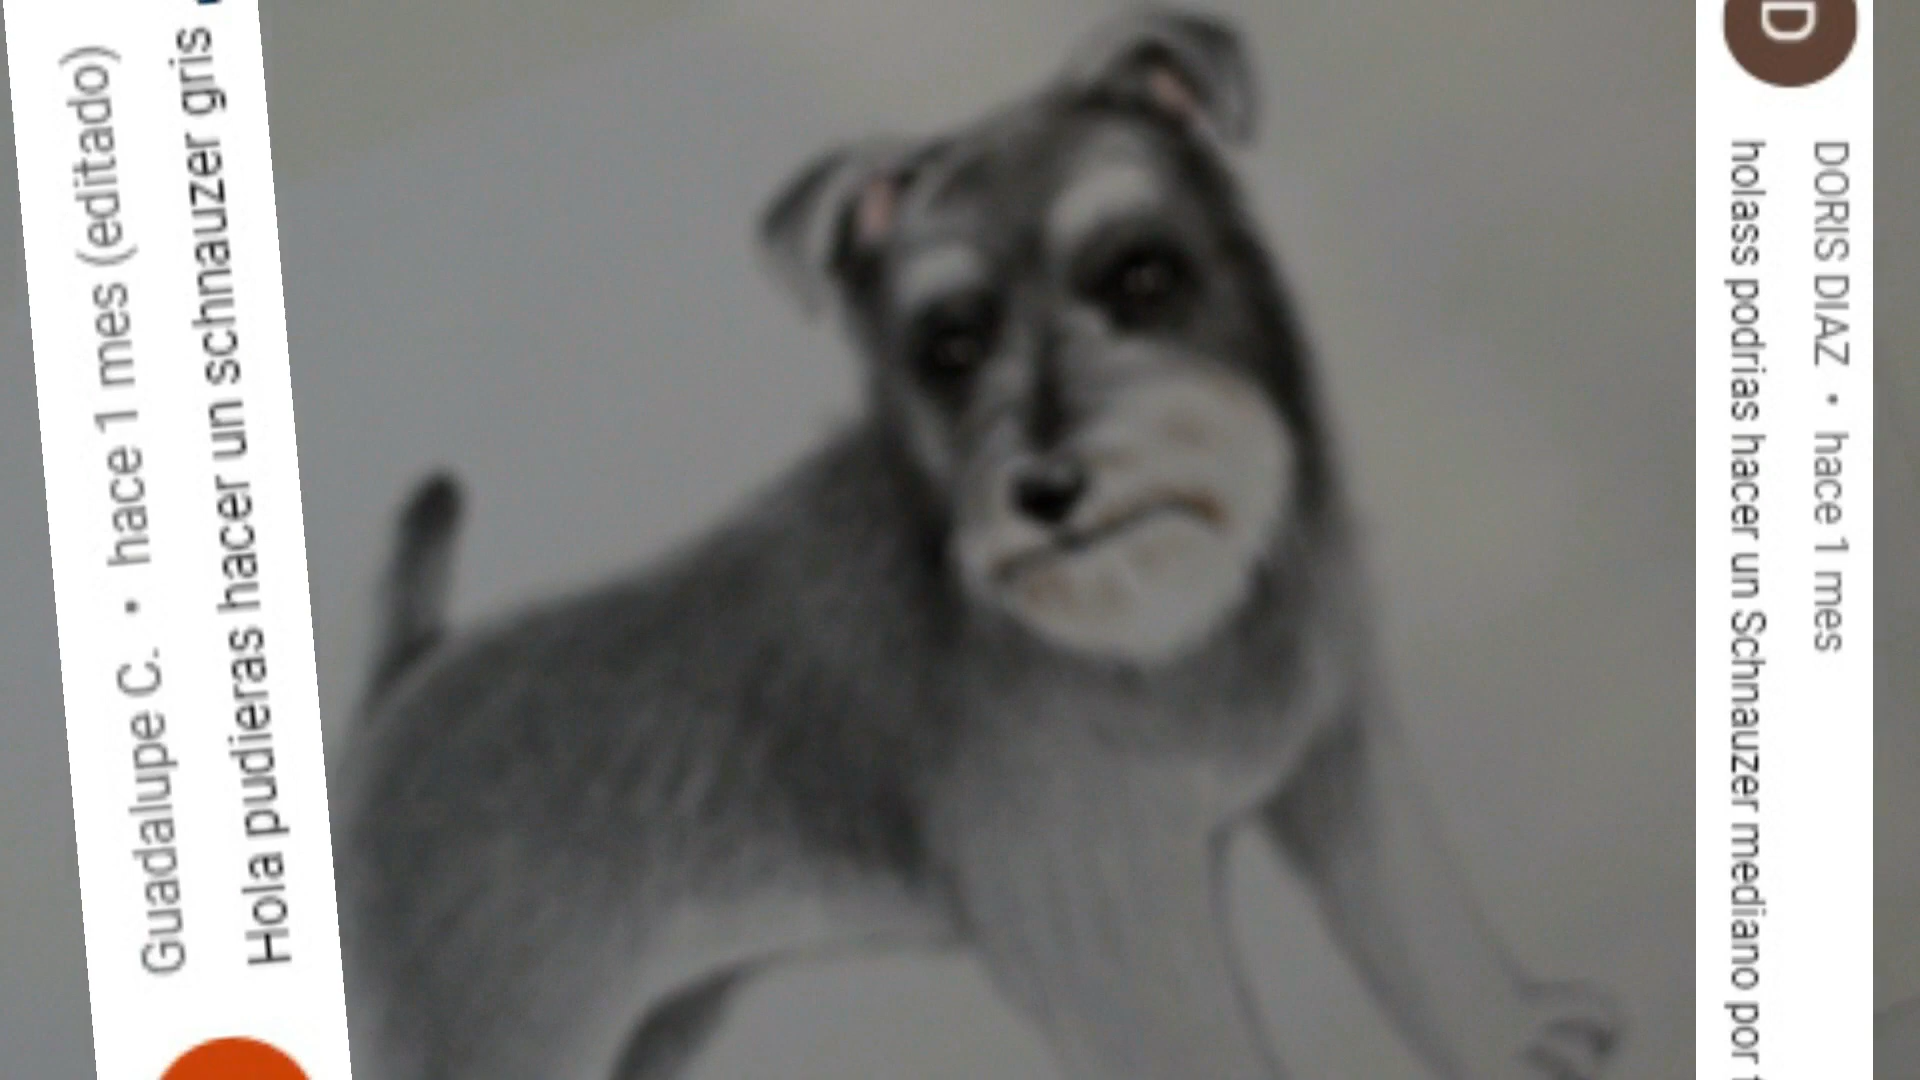 Guadalupe C. • hace 1 mes (editado)
Hola pudieras hacer un schnauzer gris
D
DORIS DIAZ • hace 1 mes
holass podrias hacer un Schnauzer mediano por